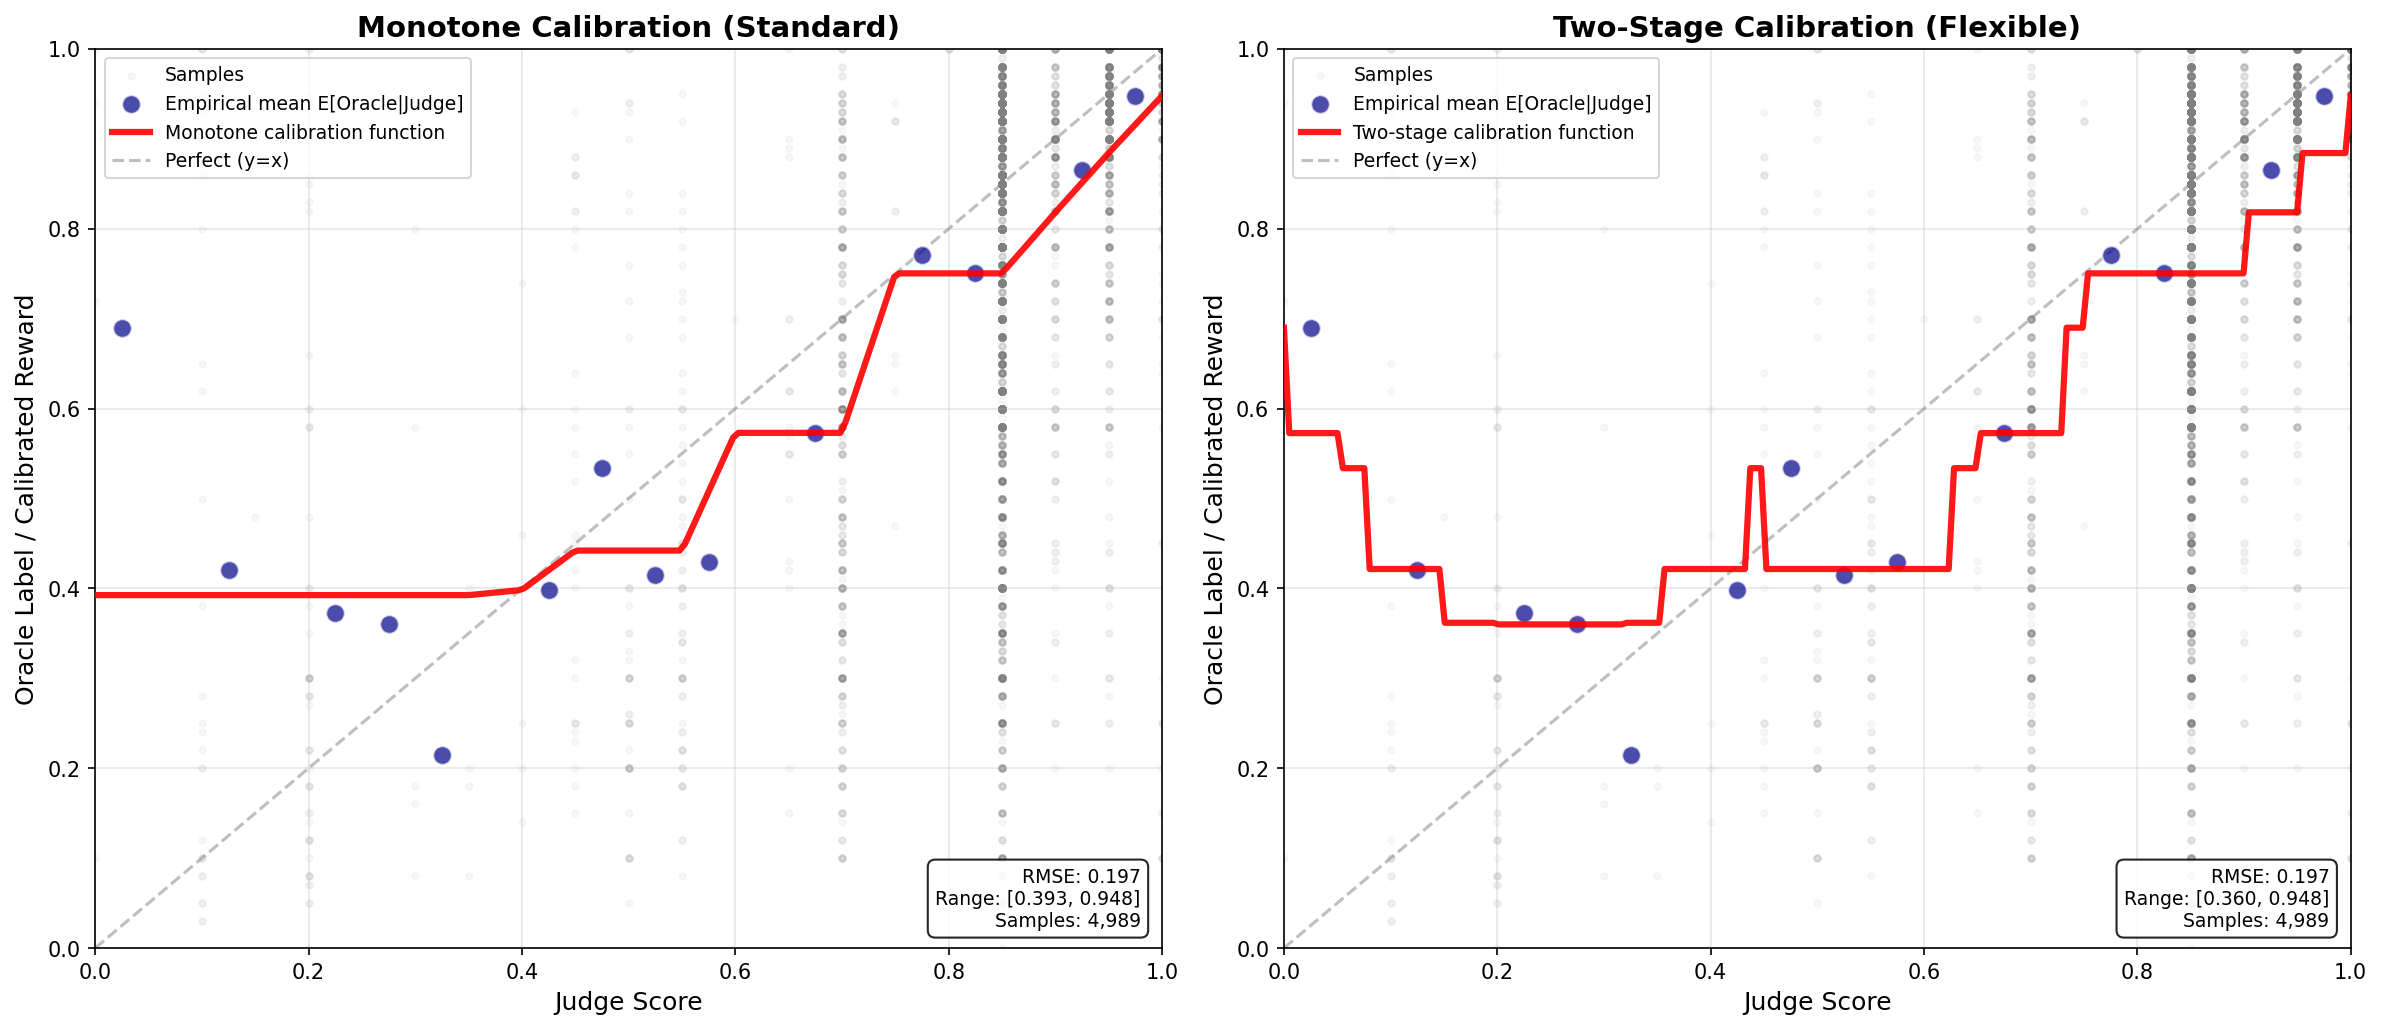 Monotone Calibration (Standard)
Samples
Empirical mean E[Oracle|Judge]
Monotone calibration function
Perfect (y=x)
1.0
0.8
0.6
0.4
0.2
0.0
Oracle Label / Calibrated Reward
RMSE: 0.197
Range: [0.393, 0.948]
Samples: 4,989
0.0 0.2 0.4 0.6 0.8 1.0
Judge Score
Two-Stage Calibration (Flexible)
Samples
Empirical mean E[Oracle|Judge]
Two-stage calibration function
Perfect (y=x)
1.0
0.8
0.6
0.4
0.2
0.0
Oracle Label / Calibrated Reward
RMSE: 0.197
Range: [0.360, 0.948]
Samples: 4,989
0.0 0.2 0.4 0.6 0.8 1.0
Judge Score